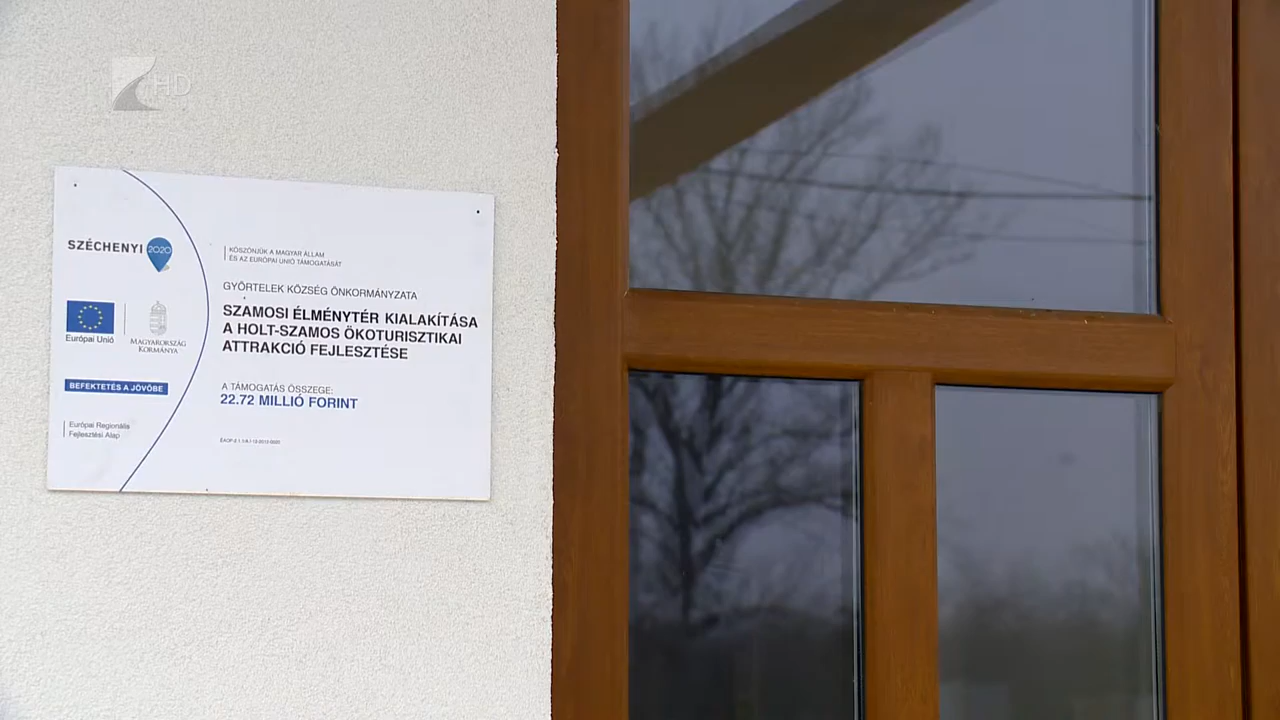 HD
SZÉCHENYI 2020
Európai Unió
MAGYARORSZÁG
KORMÁNYA
BEFEKTETÉS A JÖVŐBE
Európai Regionális
Fejlesztési Alap
KÖSZÖNJÜK A MAGYAR ÁLLAM
ÉS AZ EURÓPAI UNIÓ TÁMOGATÁSÁT
GYŐRTELEK KÖZSÉG ÖNKORMÁNYZATA
SZAMOSI ÉLMÉNYTÉR KIALAKÍTÁSA
A HOLT-SZAMOS ÖKOTURISZTIKAI
ATTRAKCIÓ FEJLESZTÉSE
A TÁMOGATÁS ÖSSZEGE:
22.72 MILLIÓ FORINT